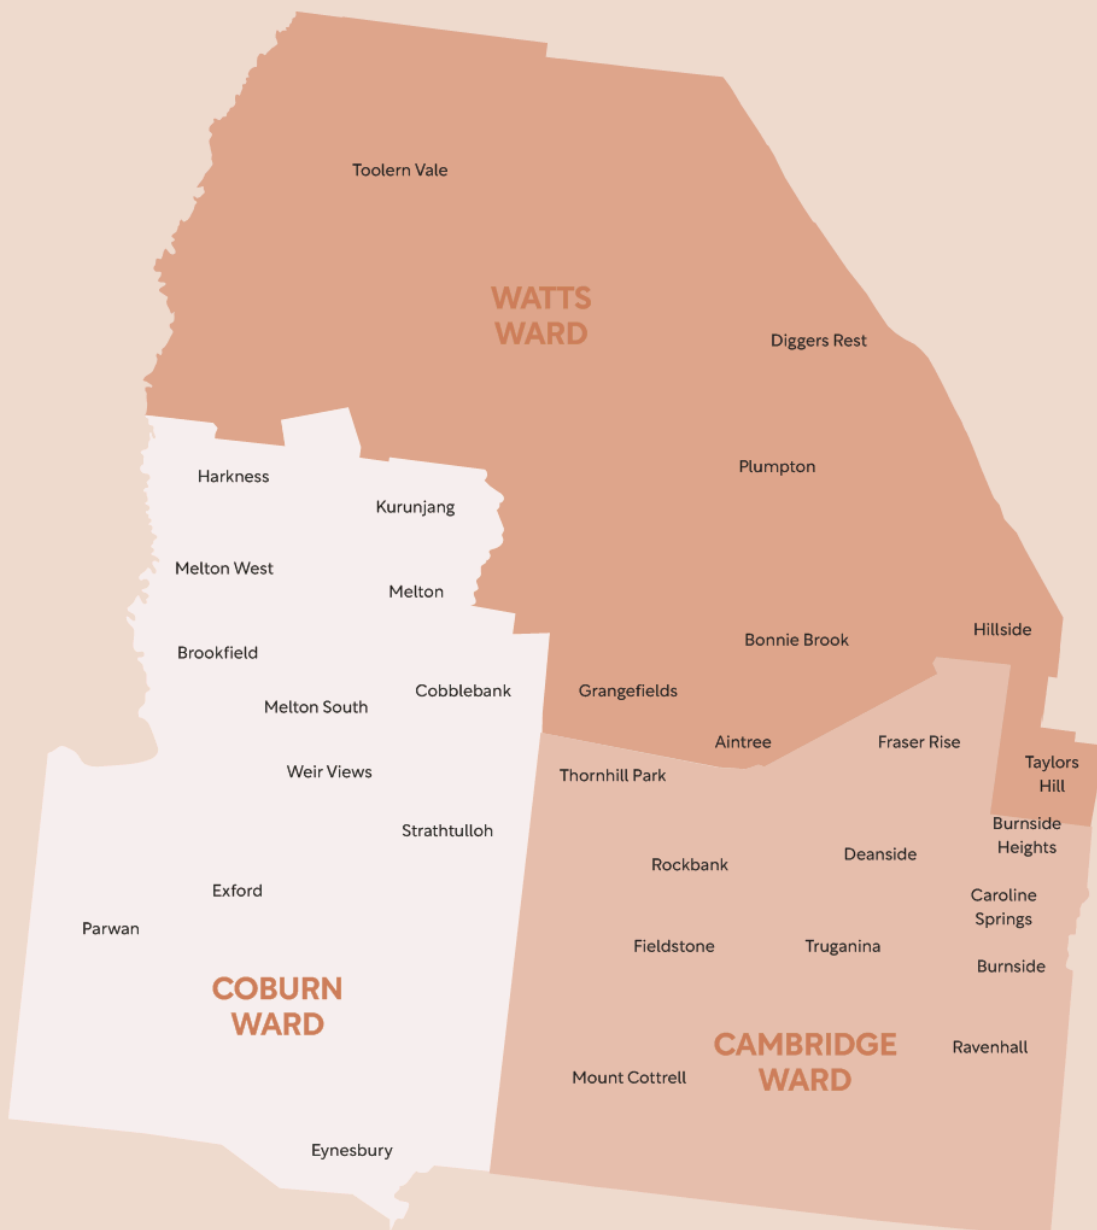 Toolern Vale
WATTS
WARD
Diggers Rest
Plumpton
Harkness
Kurunjang
Melton West
Melton
Hillside
Bonnie Brook
Brookfield
Cobblebank
Grangefields
Melton South
Aintree
Fraser Rise
Weir Views
Thornhill Park
Taylors
Hill
Strathtulloh
Burnside
Heights
Rockbank
Deanside
Exford
Caroline
Springs
Parwan
Fieldstone
Truganina
Burnside
COBURN
WARD
CAMBRIDGE
WARD
Ravenhall
Mount Cottrell
Eynesbury